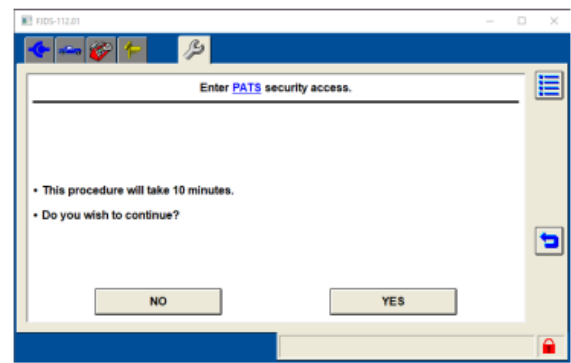 FJDS-112.01
Enter PATS security access.
• This procedure will take 10 minutes.
• Do you wish to continue?
NO
YES